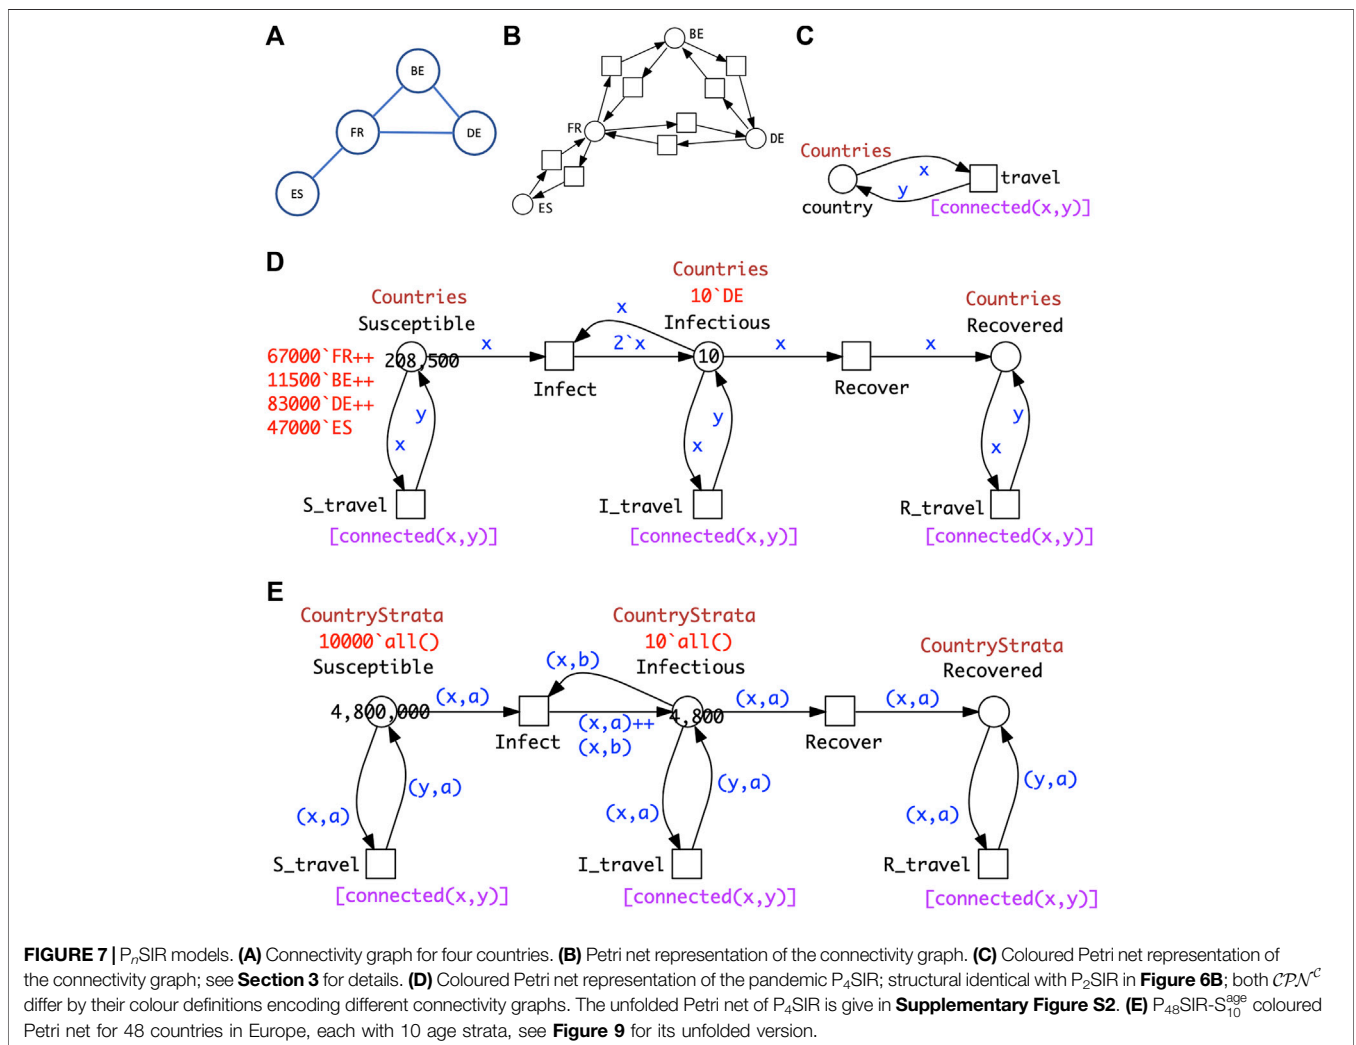 A
BE
FR
DE
ES
B
BE
FR
DE
ES
C
Countries
x
y
travel
country
[connected(x,y)]
D
Countries
Countries
10`DE
Countries
Susceptible
x
Infectious
Recovered
67000`FR++
208,500
x
2`x
10
x
x
11500`BE++
Infect
Recover
83000`DE++
47000`ES
y
x
y
x
y
x
S_travel
I_travel
R_travel
[connected(x,y)]
[connected(x,y)]
[connected(x,y)]
E
CountryStrata
CountryStrata
10000`all()
10`all()
CountryStrata
Susceptible
(x,b)
Infectious
Recovered
(x,a)
(x,a)
(x,a)
4,800,000
(x,a)++
4,800
Infect
(x,b)
Recover
(y,a)
(y,a)
(y,a)
(x,a)
(x,a)
(x,a)
S_travel
I_travel
R_travel
[connected(x,y)]
[connected(x,y)]
[connected(x,y)]
FIGURE 7 | PnSIR models. (A) Connectivity graph for four countries. (B) Petri net representation of the connectivity graph. (C) Coloured Petri net representation of
the connectivity graph; see Section 3 for details. (D) Coloured Petri net representation of the pandemic P4SIR; structural identical with P2SIR in Figure 6B; both CPN^C
differ by their colour definitions encoding different connectivity graphs. The unfolded Petri net of P4SIR is give in Supplementary Figure S2. (E) P48SIR-S10^age coloured
Petri net for 48 countries in Europe, each with 10 age strata, see Figure 9 for its unfolded version.